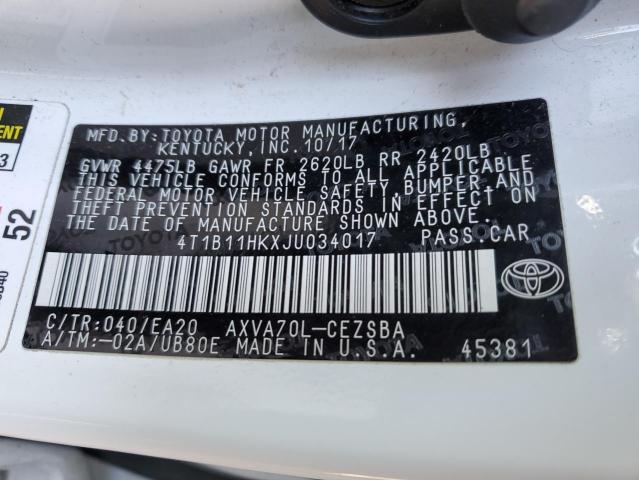 MFD.BY:TOYOTA MOTOR MANUFACTURING,
KENTUCKY,INC.10/17
GVWR 4475LB GAWR FR 2620LB RR 2420LB
THIS VEHICLE CONFORMS TO ALL APPLICABLE
FEDERAL MOTOR VEHICLE SAFETY,BUMPER,AND
THEFT PREVENTION STANDARDS IN EFFECT ON
THE DATE OF MANUFACTURE SHOWN ABOVE.
4T1B11HKXJU034017 PASS.CAR
C/TR:040/EA20 AXVA70L-CEZSBA
A/TM:-02A/UB80E MADE IN U.S.A. 45381
52